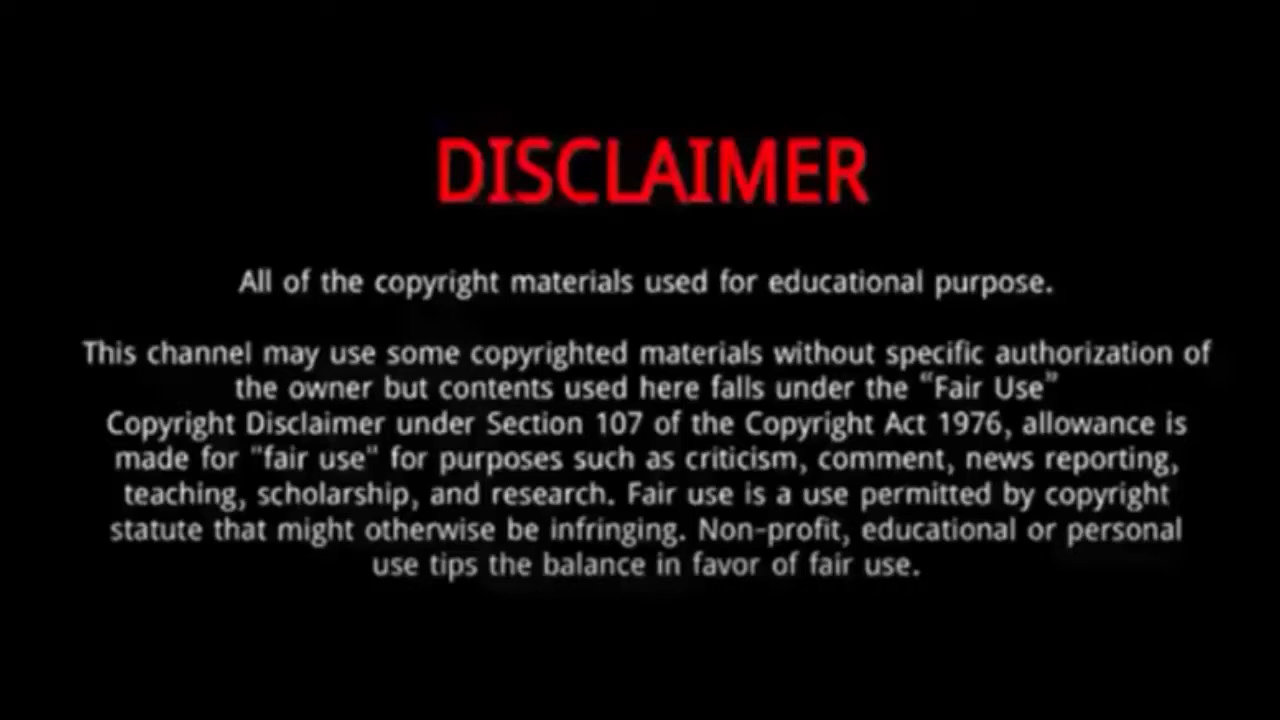 DISCLAIMER
All of the copyright materials used for educational purpose.
This channel may use some copyrighted materials without specific authorization of
the owner but contents used here falls under the “Fair Use”
Copyright Disclaimer under Section 107 of the Copyright Act 1976, allowance is
made for "fair use" for purposes such as criticism, comment, news reporting,
teaching, scholarship, and research. Fair use is a use permitted by copyright
statute that might otherwise be infringing. Non-profit, educational or personal
use tips the balance in favor of fair use.